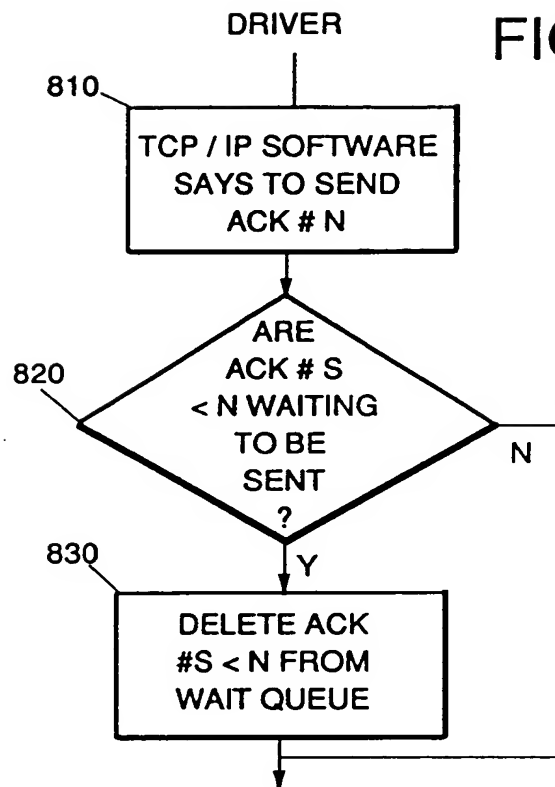 DRIVER
FIG
810
TCP / IP SOFTWARE
SAYS TO SEND
ACK # N
820
ARE
ACK # S
< N WAITING
TO BE
SENT
?
N
Y
830
DELETE ACK
#S < N FROM
WAIT QUEUE